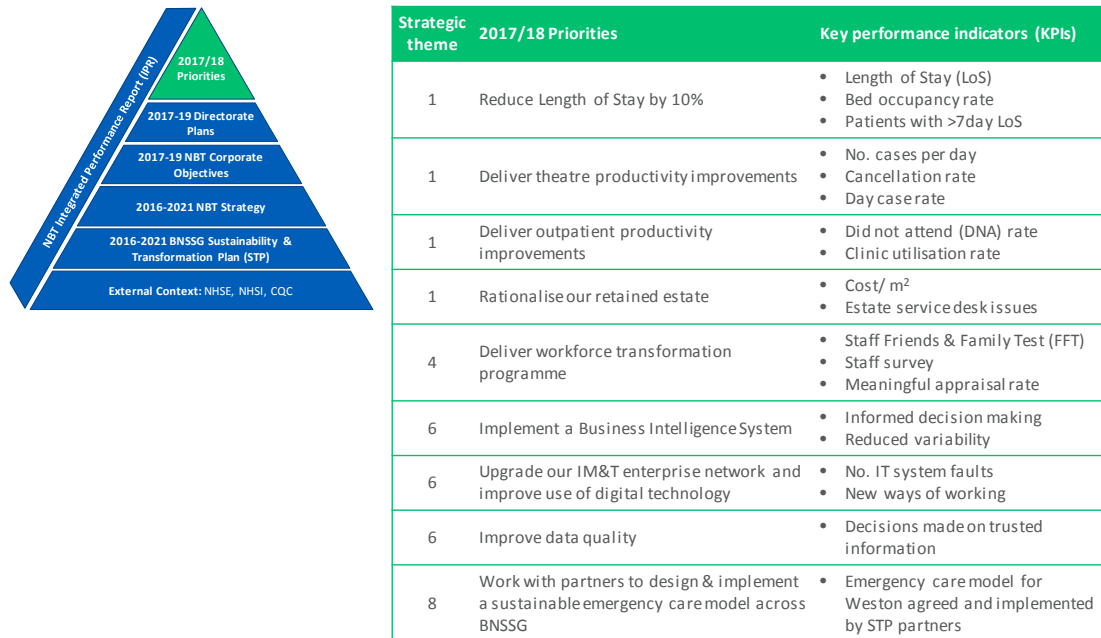 NBT Integrated Performance Report (IPR)
2017/18
Priorities
2017-19 Directorate
Plans
2017-19 NBT Corporate
Objectives
2016-2021 NBT Strategy
2016-2021 BNSSG Sustainability &
Transformation Plan (STP)
External Context: NHSE, NHSI, CQC
Strategic
theme
2017/18 Priorities
Key performance indicators (KPIs)
1
Reduce Length of Stay by 10%
• Length of Stay (LoS)
• Bed occupancy rate
• Patients with >7day LoS
1
Deliver theatre productivity improvements
• No. cases per day
• Cancellation rate
• Day case rate
1
Deliver outpatient productivity
improvements
• Did not attend (DNA) rate
• Clinic utilisation rate
1
Rationalise our retained estate
• Cost/ m²
• Estate service desk issues
4
Deliver workforce transformation
programme
• Staff Friends & Family Test (FFT)
• Staff survey
• Meaningful appraisal rate
6
Implement a Business Intelligence System
• Informed decision making
• Reduced variability
6
Upgrade our IM&T enterprise network and
improve use of digital technology
• No. IT system faults
• New ways of working
6
Improve data quality
• Decisions made on trusted
information
8
Work with partners to design & implement
a sustainable emergency care model across
BNSSG
• Emergency care model for
Weston agreed and implemented
by STP partners